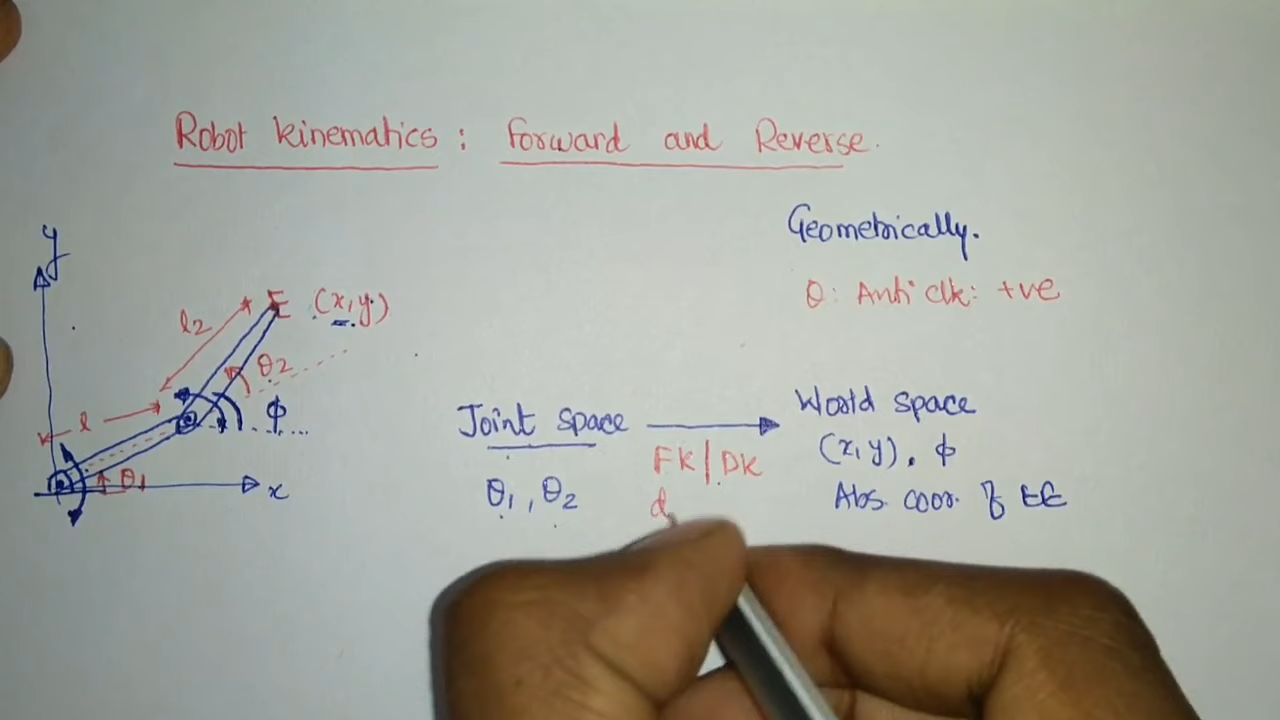 Robot kinematics : Forward and Reverse.
Geometrically.
θ : Anti clk : +ve
y
l2
E (x,y)
θ2
l
ϕ
θ1
x
Joint space
FK | DK
World space
θ1 , θ2
d
(x,y), ϕ
Abs. coor. of EE